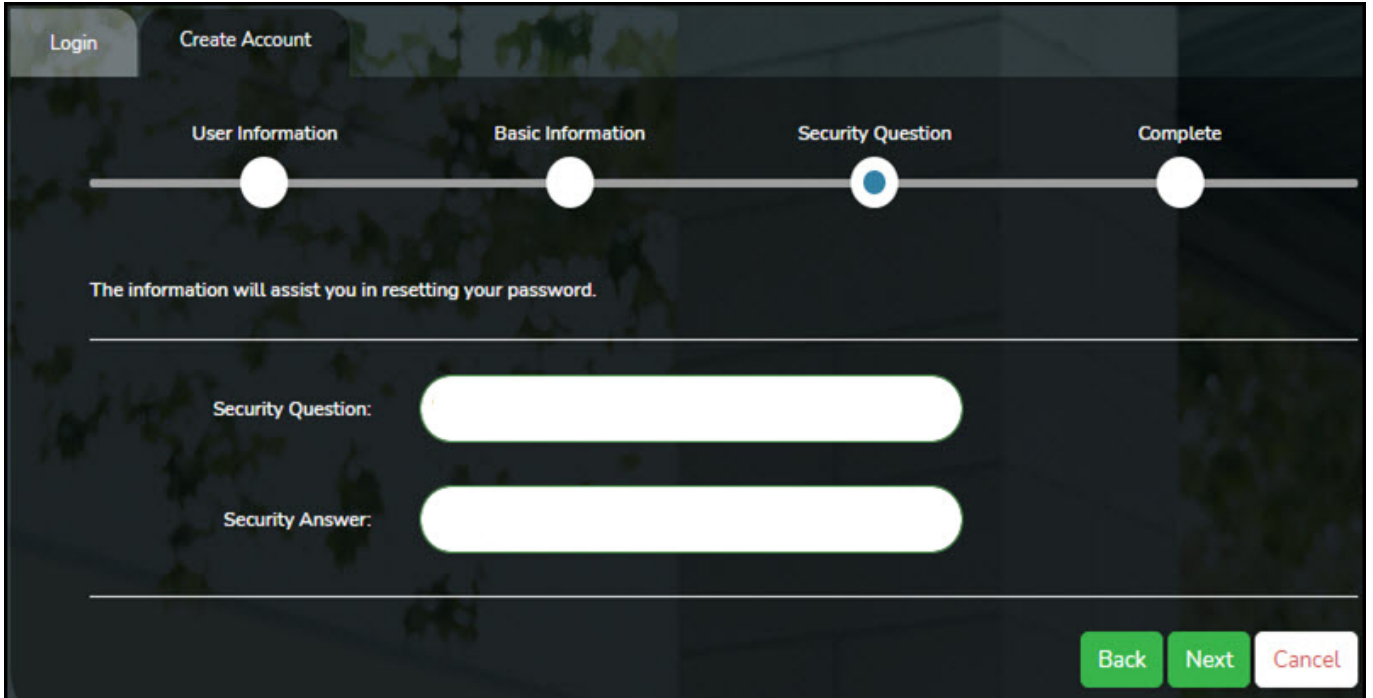 Login
Create Account
User Information
Basic Information
Security Question
Complete
The information will assist you in resetting your password.
Security Question:
Security Answer:
Back
Next
Cancel